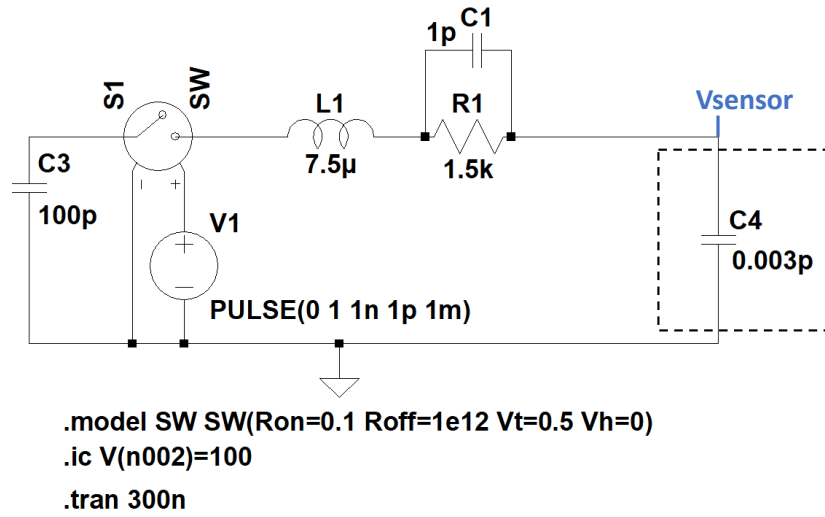 C1
1p
S1
SW
L1
7.5µ
R1
1.5k
Vsensor
C3
100p
V1
C4
0.003p
PULSE(0 1 1n 1p 1m)
.model SW SW(Ron=0.1 Roff=1e12 Vt=0.5 Vh=0)
.ic V(n002)=100
.tran 300n